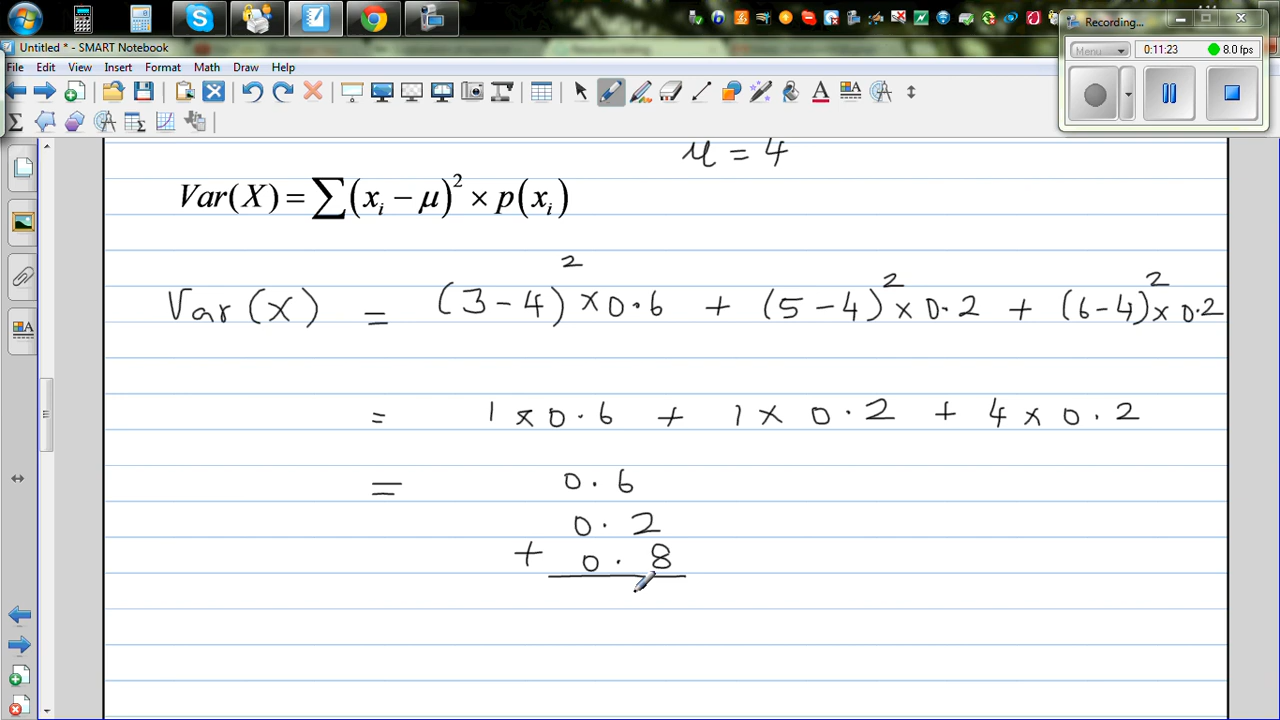 Recording...
Untitled * - SMART Notebook
Menu
0:11:23
8.0 fps
File Edit View Insert Format Math Draw Help
μ = 4
Var(X) = ∑(xᵢ − μ)² × p(xᵢ)
Var (X) = (3 - 4)² × 0.6 + (5 - 4)² × 0.2 + (6 - 4)² × 0.2
= 1 × 0.6 + 1 × 0.2 + 4 × 0.2
= 0.6
0.2
+ 0.8